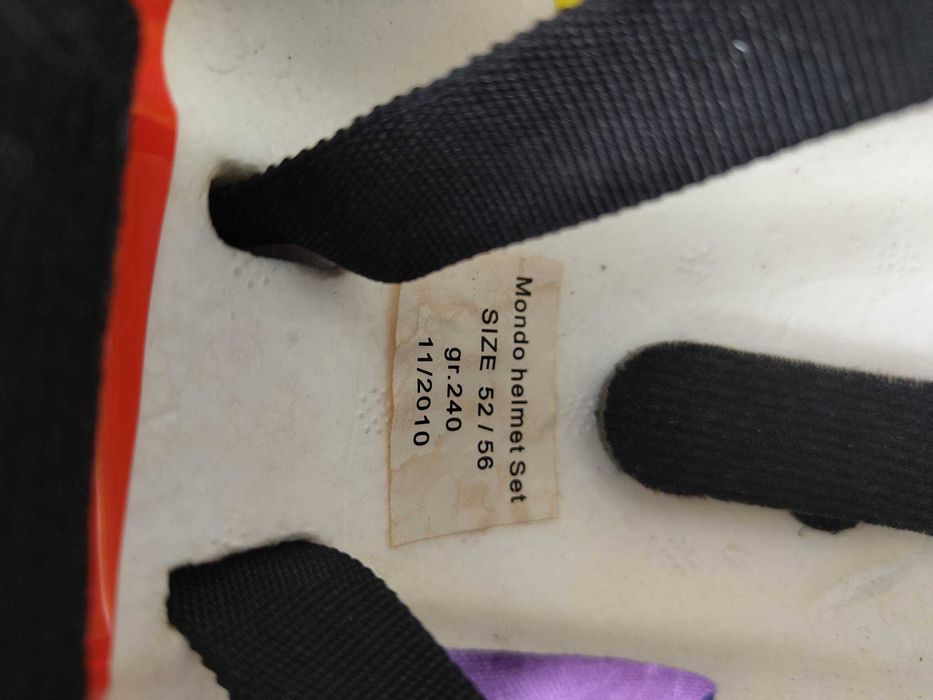 Mondo helmet Set
SIZE 52/56
gr.240
11/2010